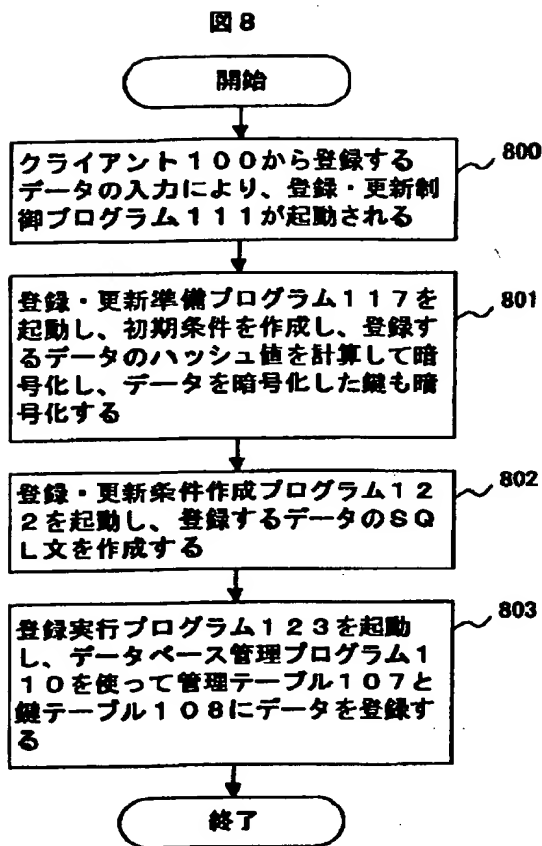 図8
開始
クライアント100から登録する
データの入力により、登録・更新制
御プログラム111が起動される
800
登録・更新準備プログラム117を
起動し、初期条件を作成し、登録す
るデータのハッシュ値を計算して暗
号化し、データを暗号化した鍵も暗
号化する
801
登録・更新条件作成プログラム12
2を起動し、登録するデータのSQ
L文を作成する
802
登録実行プログラム123を起動
し、データベース管理プログラム1
10を使って管理テーブル107と
鍵テーブル108にデータを登録す
る
803
終了